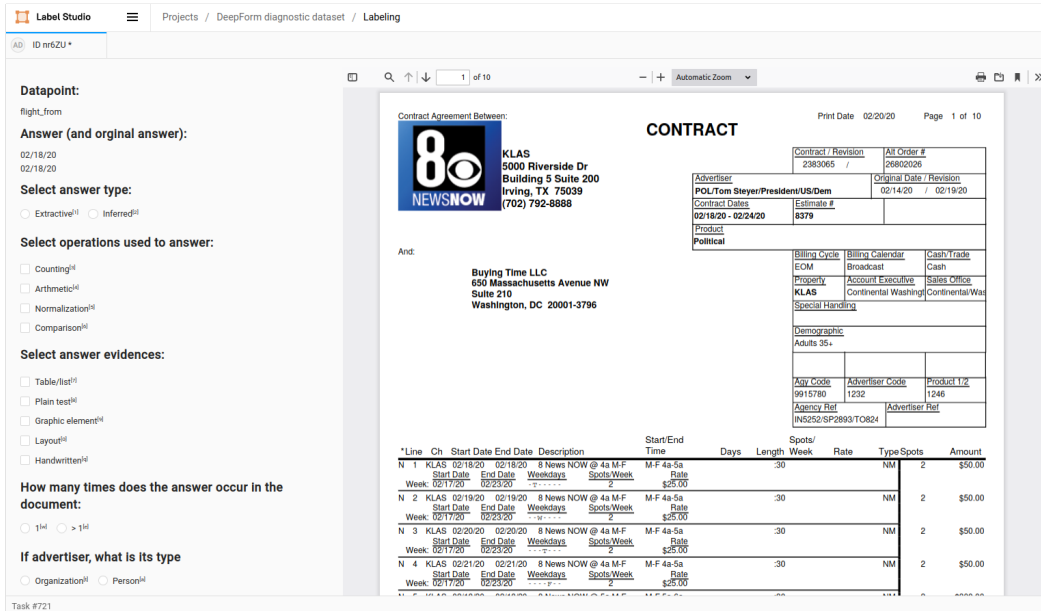 Label Studio
Projects / DeepForm diagnostic dataset / Labeling
AD ID nr6ZU *
Datapoint:
flight_from
Answer (and orginal answer):
02/18/20
02/18/20
Select answer type:
Extractive[1] Inferred[2]
Select operations used to answer:
Counting[3]
Arthmetic[4]
Normalization[5]
Comparison[6]
Select answer evidences:
Table/list[7]
Plain test[8]
Graphic element[9]
Layout[0]
Handwritten[q]
How many times does the answer occur in the
document:
1[w] > 1[e]
If advertiser, what is its type
Organization[t] Person[a]
Task #721
1 of 10
Automatic Zoom
Contract Agreement Between:
CONTRACT
Print Date 02/20/20 Page 1 of 10
8
NEWSNOW
KLAS
5000 Riverside Dr
Building 5 Suite 200
Irving, TX 75039
(702) 792-8888
Contract / Revision Alt Order #
2383065 / 26802026
Advertiser Original Date / Revision
POL/Tom Steyer/President/US/Dem 02/14/20 / 02/19/20
Contract Dates Estimate #
02/18/20 - 02/24/20 8379
Product
Political
And:
Buying Time LLC
650 Massachusetts Avenue NW
Suite 210
Washington, DC 20001-3796
Billing Cycle Billing Calendar Cash/Trade
EOM Broadcast Cash
Property Account Executive Sales Office
KLAS Continental Washingt Continental/Was
Special Handling
Demographic
Adults 35+
Agy Code Advertiser Code Product 1/2
9915780 1232 1246
Agency Ref Advertiser Ref
IN5252/SP2893/TO824
Start/End Spots/
*Line Ch Start Date End Date Description Time Days Length Week Rate Type Spots Amount
N 1 KLAS 02/18/20 02/18/20 8 News NOW @ 4a M-F M-F 4a-5a :30 NM 2 $50.00
Start Date End Date Weekdays Spots/Week Rate
Week: 02/17/20 02/23/20 -T----- 2 $25.00
N 2 KLAS 02/19/20 02/19/20 8 News NOW @ 4a M-F M-F 4a-5a :30 NM 2 $50.00
Start Date End Date Weekdays Spots/Week Rate
Week: 02/17/20 02/23/20 --W---- 2 $25.00
N 3 KLAS 02/20/20 02/20/20 8 News NOW @ 4a M-F M-F 4a-5a :30 NM 2 $50.00
Start Date End Date Weekdays Spots/Week Rate
Week: 02/17/20 02/23/20 ---T--- 2 $25.00
N 4 KLAS 02/21/20 02/21/20 8 News NOW @ 4a M-F M-F 4a-5a :30 NM 2 $50.00
Start Date End Date Weekdays Spots/Week Rate
Week: 02/17/20 02/23/20 ----F-- 2 $25.00